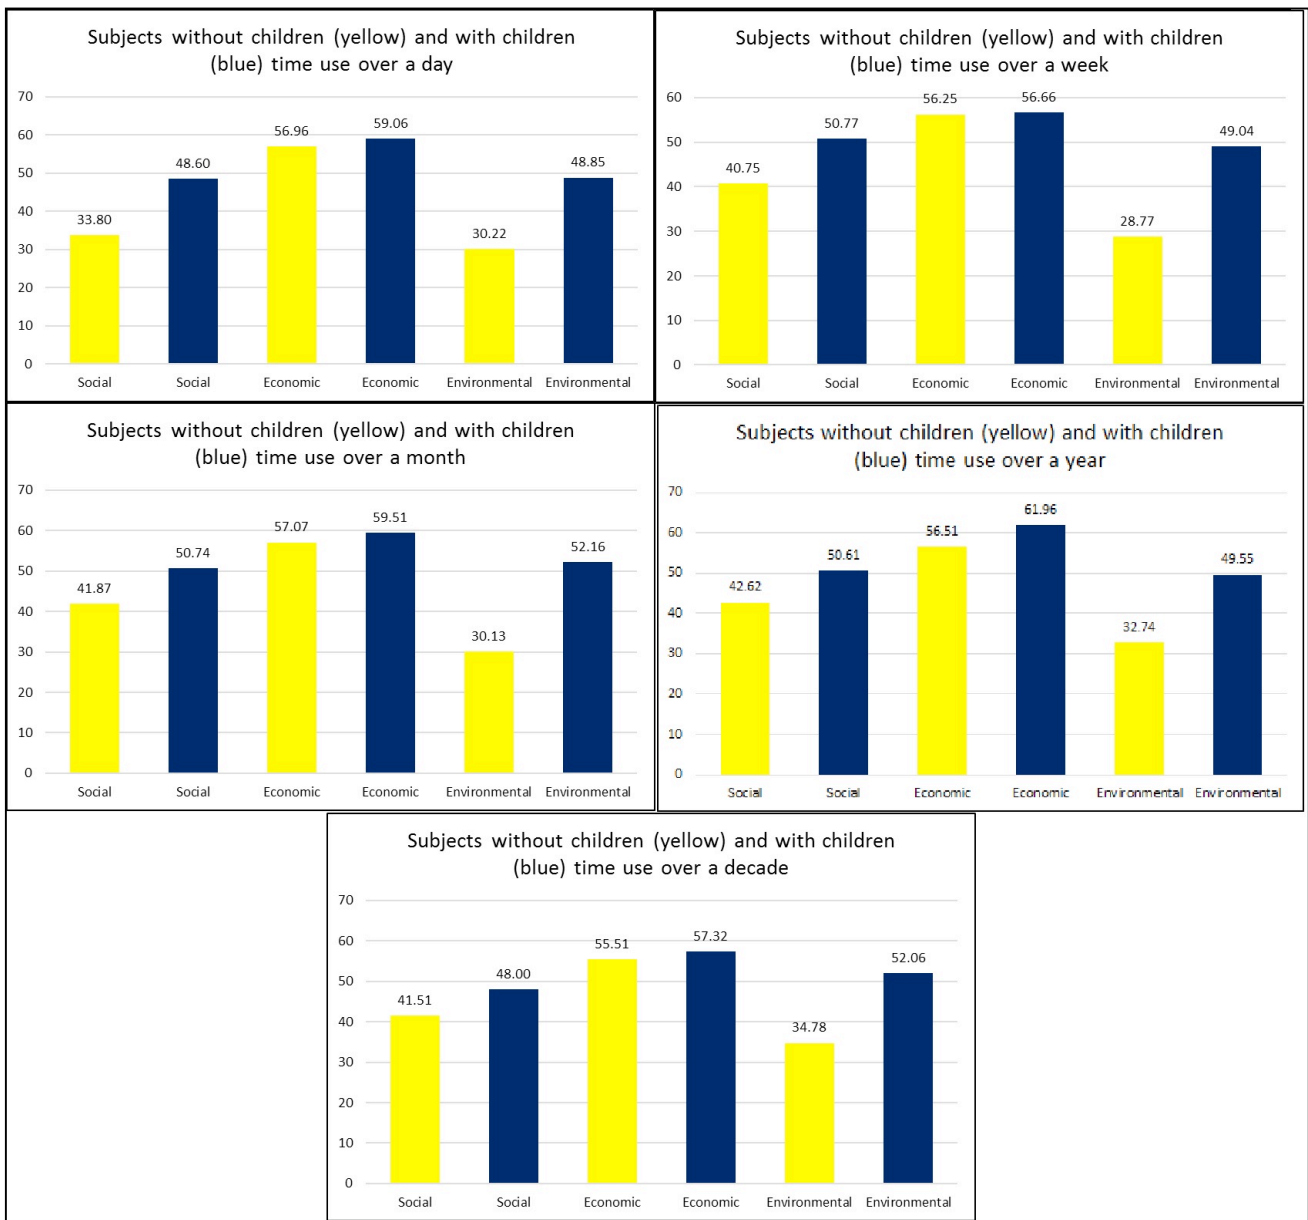 Subjects without children (yellow) and with children
(blue) time use over a day
70
60
50
40
30
20
10
0
33.80
48.60
56.96
59.06
30.22
48.85
Social
Social
Economic
Economic
Environmental
Environmental
Subjects without children (yellow) and with children
(blue) time use over a week
60
50
40
30
20
10
0
40.75
50.77
56.25
56.66
28.77
49.04
Social
Social
Economic
Economic
Environmental
Environmental
Subjects without children (yellow) and with children
(blue) time use over a month
70
60
50
40
30
20
10
0
41.87
50.74
57.07
59.51
30.13
52.16
Social
Social
Economic
Economic
Environmental
Environmental
Subjects without children (yellow) and with children
(blue) time use over a year
70
60
50
40
30
20
10
0
42.62
50.61
56.51
61.96
32.74
49.55
Social
Social
Economic
Economic
Environmental
Environmental
Subjects without children (yellow) and with children
(blue) time use over a decade
70
60
50
40
30
20
10
0
41.51
48.00
55.51
57.32
34.78
52.06
Social
Social
Economic
Economic
Environmental
Environmental